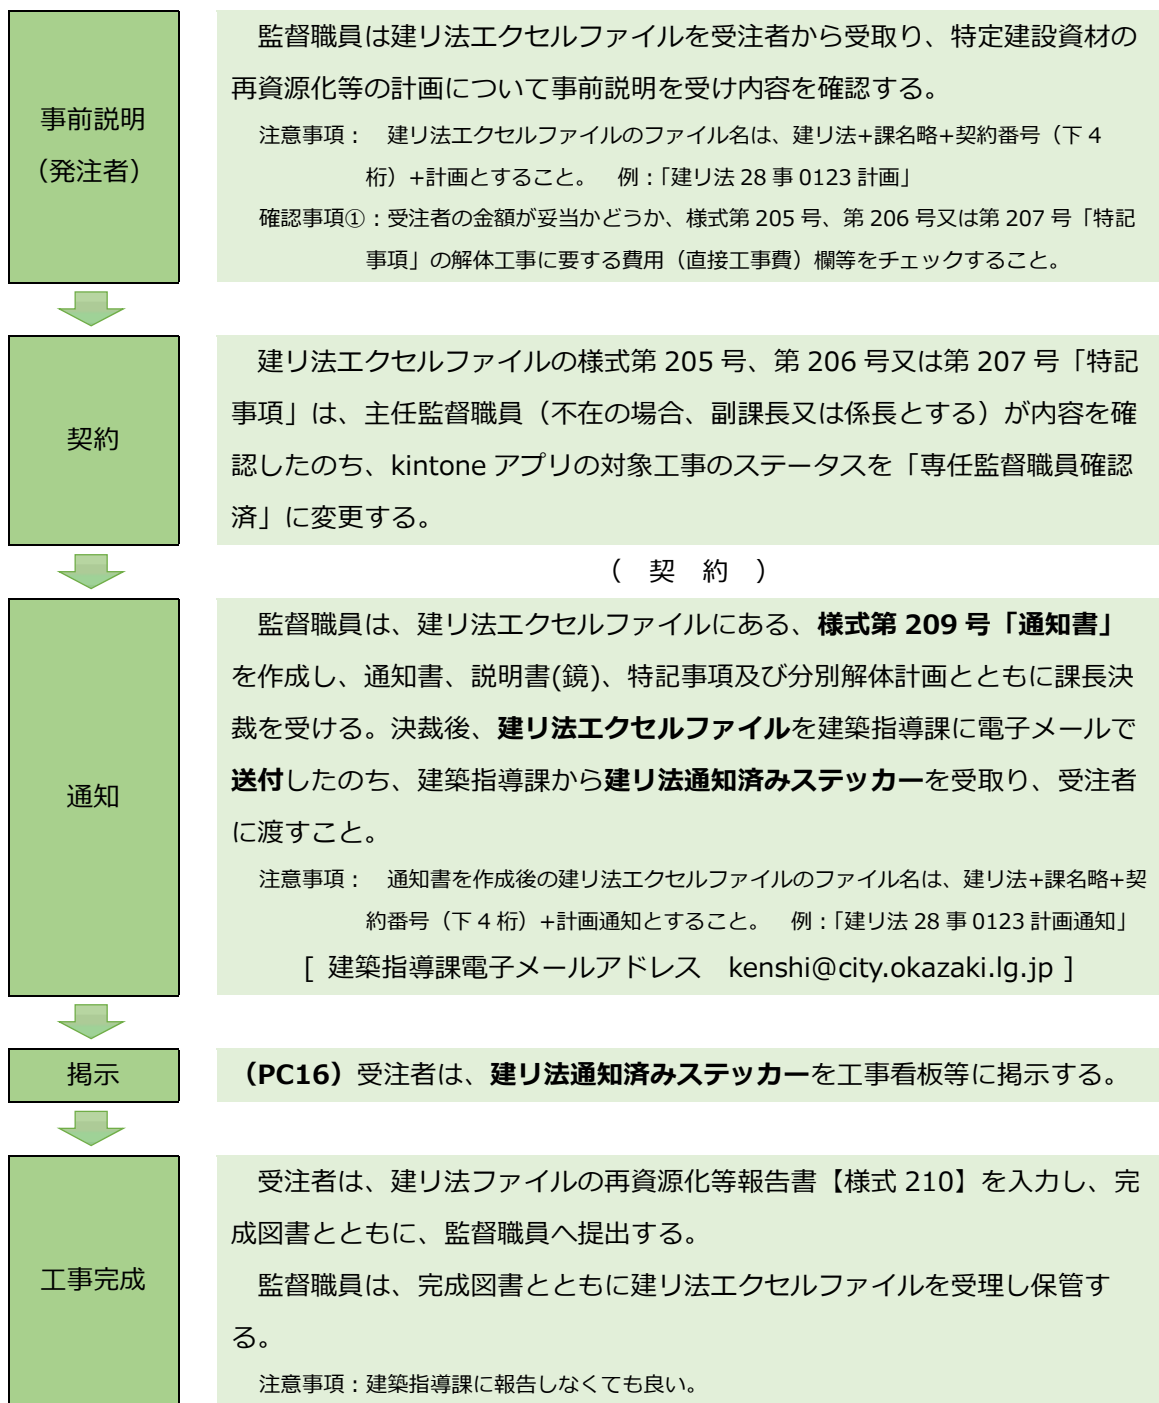 事前説明
(発注者)
監督職員は建リ法エクセルファイルを受注者から受取り、特定建設資材の
再資源化等の計画について事前説明を受け内容を確認する。
注意事項：　建リ法エクセルファイルのファイル名は、建リ法+課名略+契約番号（下 4
桁）+計画とすること。　例：「建リ法 28 事 0123 計画」
確認事項①：受注者の金額が妥当かどうか、様式第 205 号、第 206 号又は第 207 号「特記
事項」の解体工事に要する費用（直接工事費）欄等をチェックすること。
契約
建リ法エクセルファイルの様式第 205 号、第 206 号又は第 207 号「特記
事項」は、主任監督職員（不在の場合、副課長又は係長とする）が内容を確
認したのち、kintone アプリの対象工事のステータスを「専任監督職員確認
済」に変更する。
（　契　約　）
通知
監督職員は、建リ法エクセルファイルにある、様式第 209 号「通知書」
を作成し、通知書、説明書(鏡)、特記事項及び分別解体計画とともに課長決
裁を受ける。決裁後、建リ法エクセルファイルを建築指導課に電子メールで
送付したのち、建築指導課から建リ法通知済みステッカーを受取り、受注者
に渡すこと。
注意事項：　通知書を作成後の建リ法エクセルファイルのファイル名は、建リ法+課名略+契
約番号（下 4 桁）+計画通知とすること。　例：「建リ法 28 事 0123 計画通知」
[ 建築指導課電子メールアドレス　kenshi@city.okazaki.lg.jp ]
掲示
（PC16）受注者は、建リ法通知済みステッカーを工事看板等に掲示する。
工事完成
受注者は、建リ法ファイルの再資源化等報告書【様式 210】を入力し、完
成図書とともに、監督職員へ提出する。
監督職員は、完成図書とともに建リ法エクセルファイルを受理し保管す
る。
注意事項：建築指導課に報告しなくても良い。